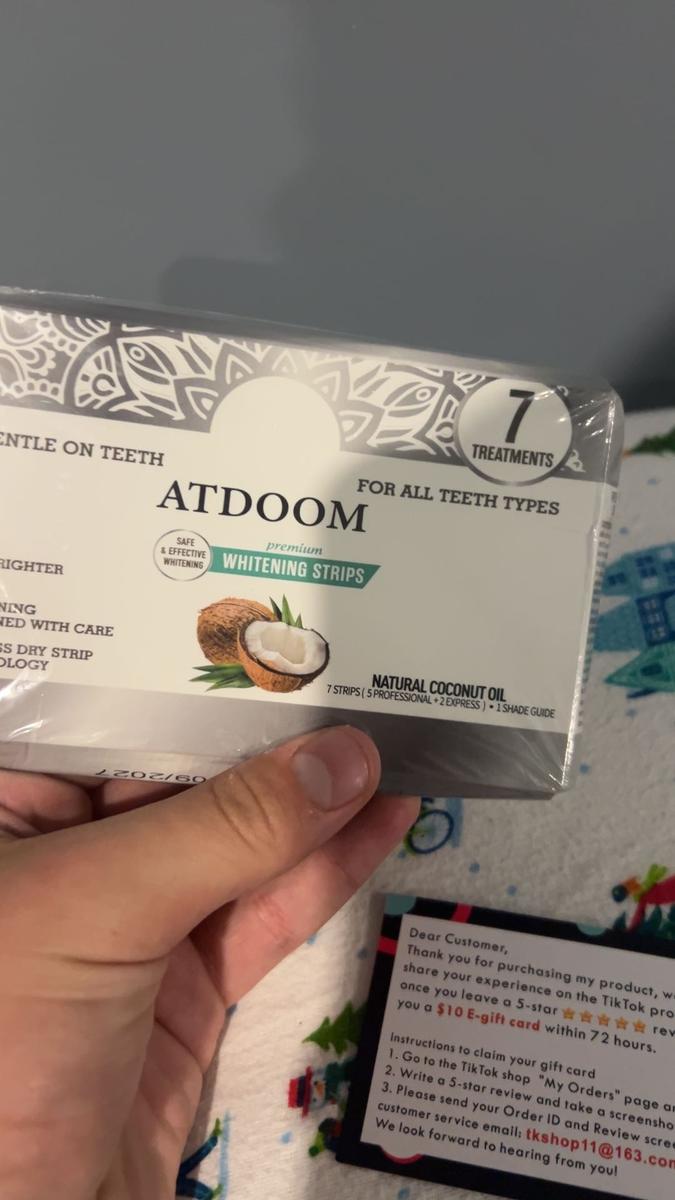 7
TREATMENTS
ENTLE ON TEETH
FOR ALL TEETH TYPES
ATDOOM
SAFE
& EFFECTIVE
WHITENING
premium
WHITENING STRIPS
RIGHTER
NING
NED WITH CARE
SS DRY STRIP
OLOGY
NATURAL COCONUT OIL
7 STRIPS ( 5 PROFESSIONAL + 2 EXPRESS ) • 1 SHADE GUIDE
09/2027
Dear Customer,
Thank you for purchasing my product, w
share your experience on the TikTok pro
once you leave a 5-star ⭐⭐⭐⭐⭐ rev
you a $10 E-gift card within 72 hours.
Instructions to claim your gift card
1. Go to the TikTok shop "My Orders" page a
2. Write a 5-star review and take a screensho
3. Please send your Order ID and Review scree
customer service email: tkshop11@163.com
We look forward to hearing from you!